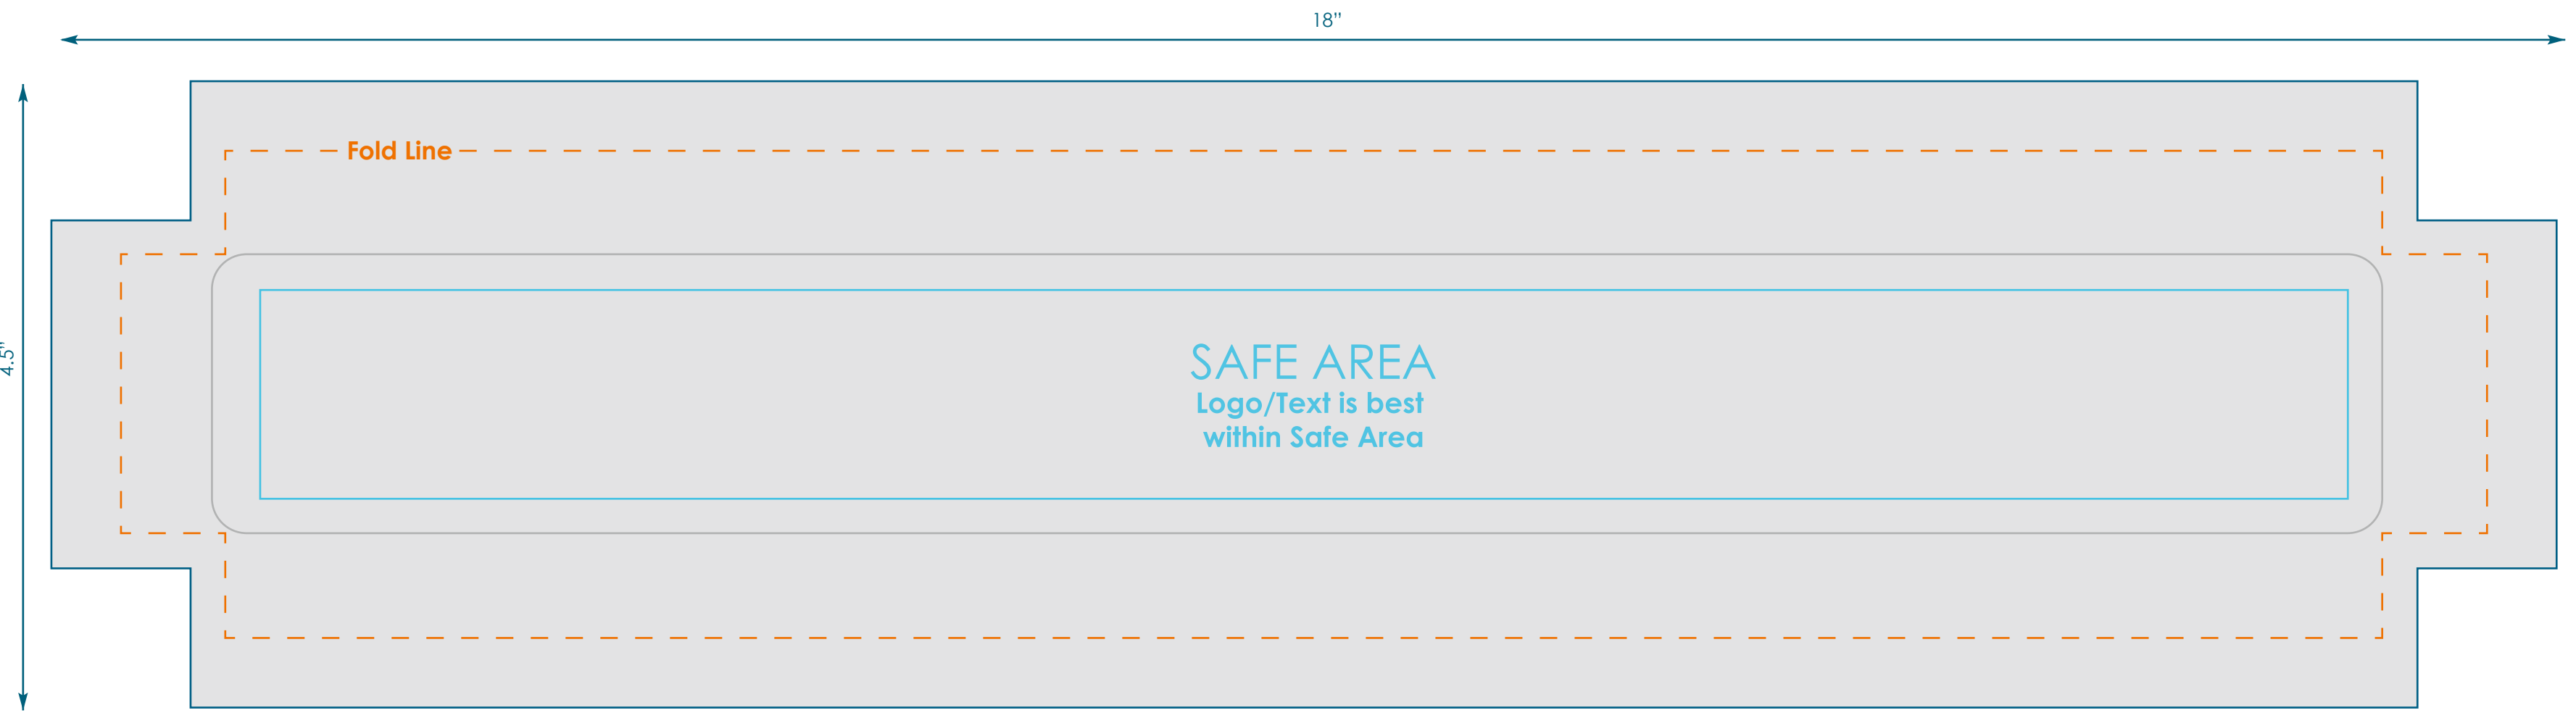 18”
Fold Line
4.5”
SAFE AREA
Logo/Text is best
within Safe Area